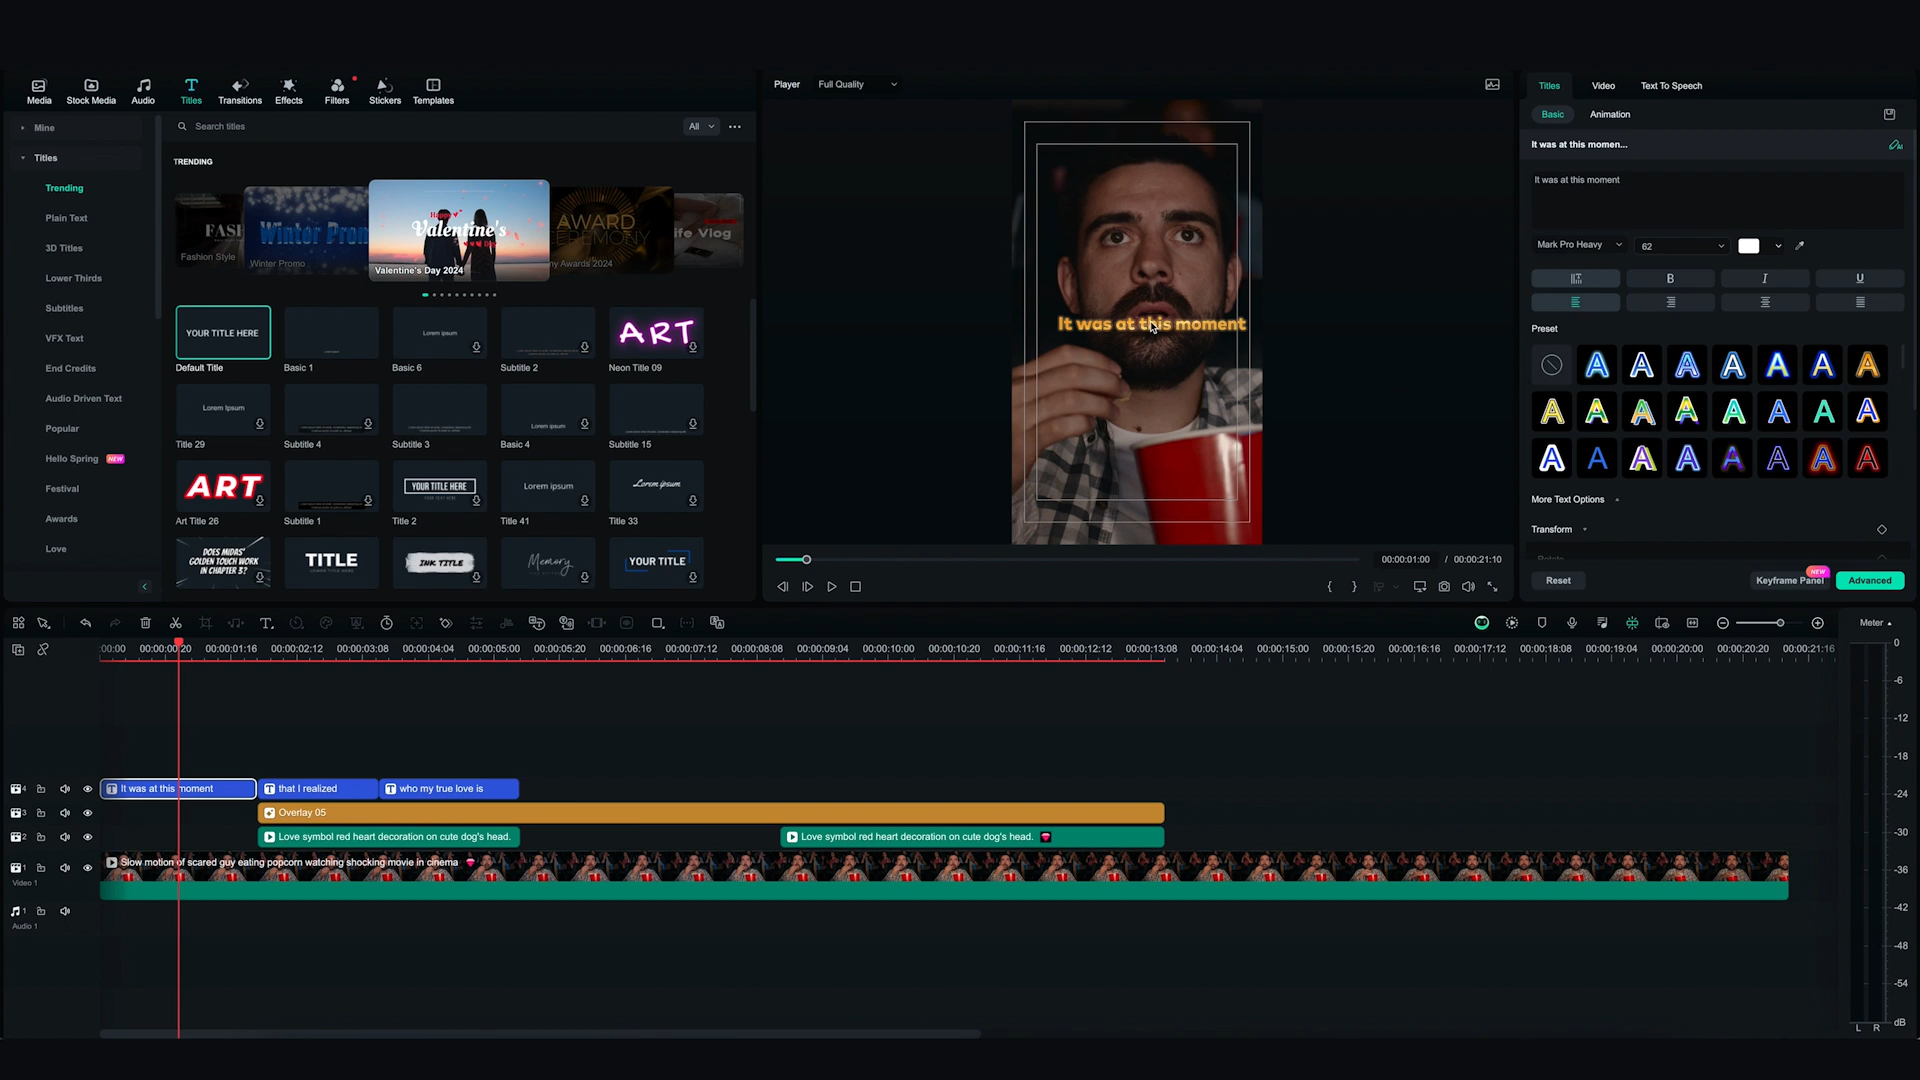 Media
Stock Media
Audio
Titles
Transitions
Effects
Filters
Stickers
Templates
Player
Full Quality
Titles
Video
Text To Speech
Basic
Animation
Mine
Titles
Trending
Plain Text
3D Titles
Lower Thirds
Subtitles
VFX Text
End Credits
Audio Driven Text
Popular
Hello Spring NEW
Festival
Awards
Love
Search titles
All
TRENDING
FASH
Fashion Style
Winter Prom
Winter Promo
Happy
Valentine's
Day
Valentine's Day 2024
AWARD
CEREMONY
ny Awards 2024
ife Vlog
YOUR TITLE HERE
Lorem ipsum
ART
Default Title
Basic 1
Basic 6
Subtitle 2
Neon Title 09
Lorem Ipsum
Lorem ipsum
Title 29
Subtitle 4
Subtitle 3
Basic 4
Subtitle 15
ART
YOUR TITLE HERE
Lorem ipsum
Lorem ipsum
Art Title 26
Subtitle 1
Title 2
Title 41
Title 33
DOES MIDAS'
GOLDEN TOUCH WORK
IN CHAPTER 3?
TITLE
INK TITLE
Memory
YOUR TITLE
It was at this moment
00:00:01:00 / 00:00:21:10
It was at this momen...
It was at this moment
Mark Pro Heavy
62
B
I
U
Preset
A A A A A A A
A A A A A A A A
A A A A A A A A
More Text Options
Transform
Rotate
Reset
Keyframe Panel
NEW
Advanced
Meter
:00:00 00:00:00:20 00:00:01:16 00:00:02:12 00:00:03:08 00:00:04:04 00:00:05:00 00:00:05:20 00:00:06:16 00:00:07:12 00:00:08:08 00:00:09:04 00:00:10:00 00:00:10:20 00:00:11:16 00:00:12:12 00:00:13:08 00:00:14:04 00:00:15:00 00:00:15:20 00:00:16:16 00:00:17:12 00:00:18:08 00:00:19:04 00:00:20:00 00:00:20:20 00:00:21:16
4
It was at this moment
that I realized
who my true love is
3
Overlay 05
2
Love symbol red heart decoration on cute dog's head.
Love symbol red heart decoration on cute dog's head.
1
Slow motion of scared guy eating popcorn watching shocking movie in cinema
Video 1
1
Audio 1
0
-6
-12
-18
-24
-30
-36
-42
-48
-54
dB
L R